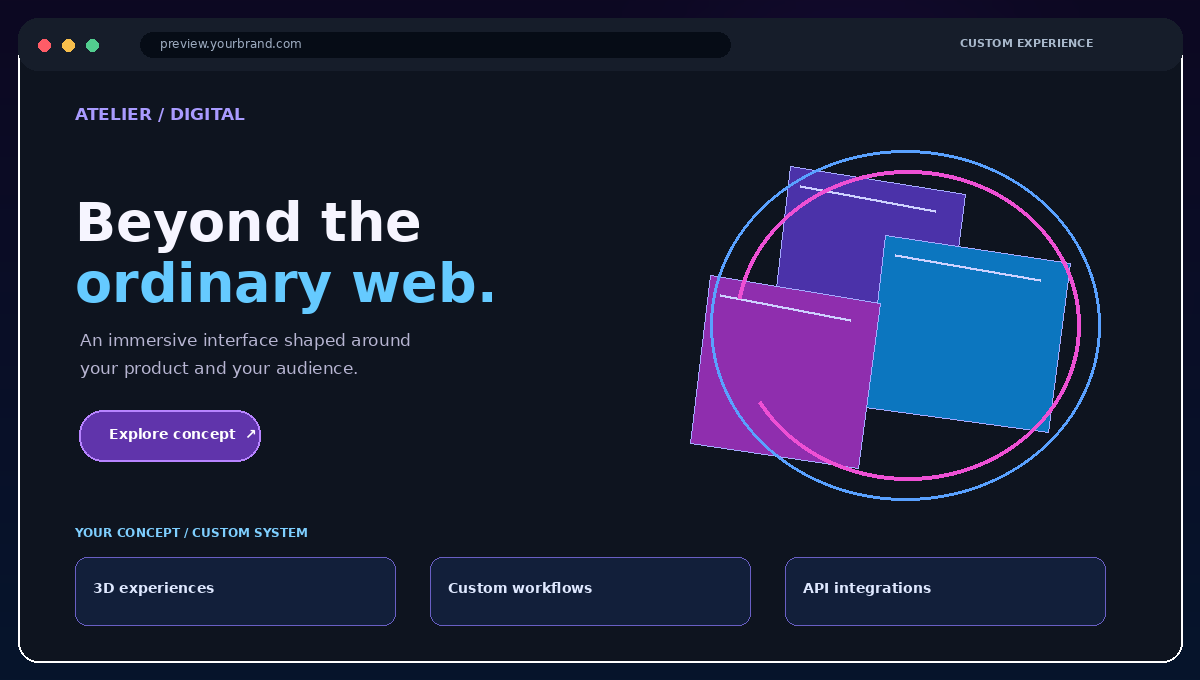 preview.yourbrand.com
CUSTOM EXPERIENCE
ATELIER / DIGITAL
Beyond the
ordinary web.
An immersive interface shaped around
your product and your audience.
Explore concept ↗
YOUR CONCEPT / CUSTOM SYSTEM
3D experiences
Custom workflows
API integrations